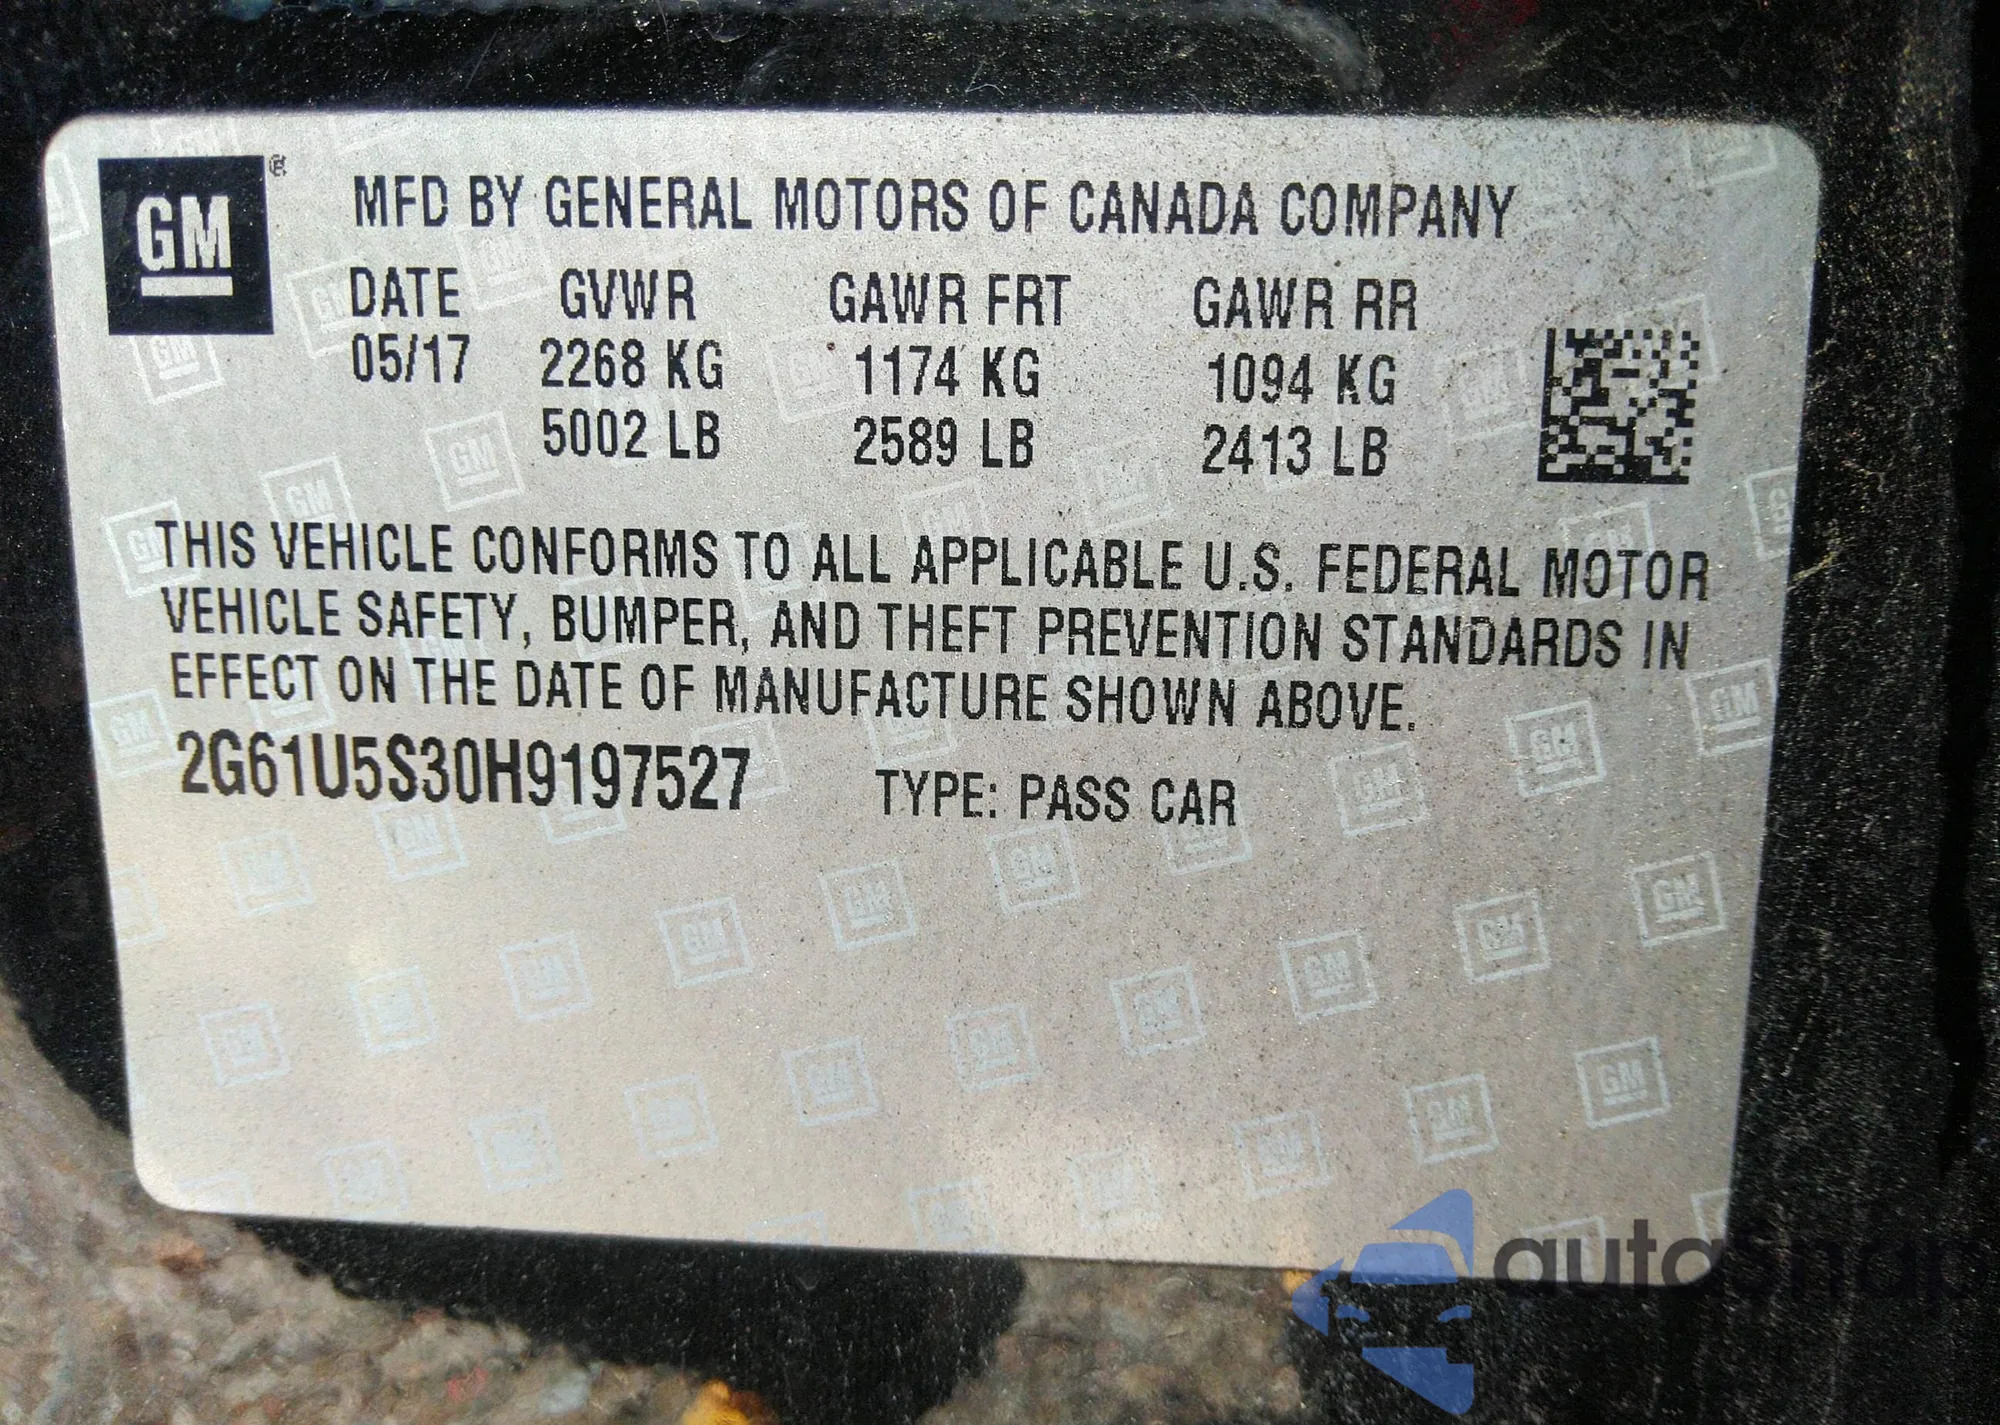 GM ®
MFD BY GENERAL MOTORS OF CANADA COMPANY
DATE GVWR GAWR FRT GAWR RR
05/17 2268 KG 1174 KG 1094 KG
5002 LB 2589 LB 2413 LB
THIS VEHICLE CONFORMS TO ALL APPLICABLE U.S. FEDERAL MOTOR
VEHICLE SAFETY, BUMPER, AND THEFT PREVENTION STANDARDS IN
EFFECT ON THE DATE OF MANUFACTURE SHOWN ABOVE.
2G61U5S30H9197527 TYPE: PASS CAR
autasnap